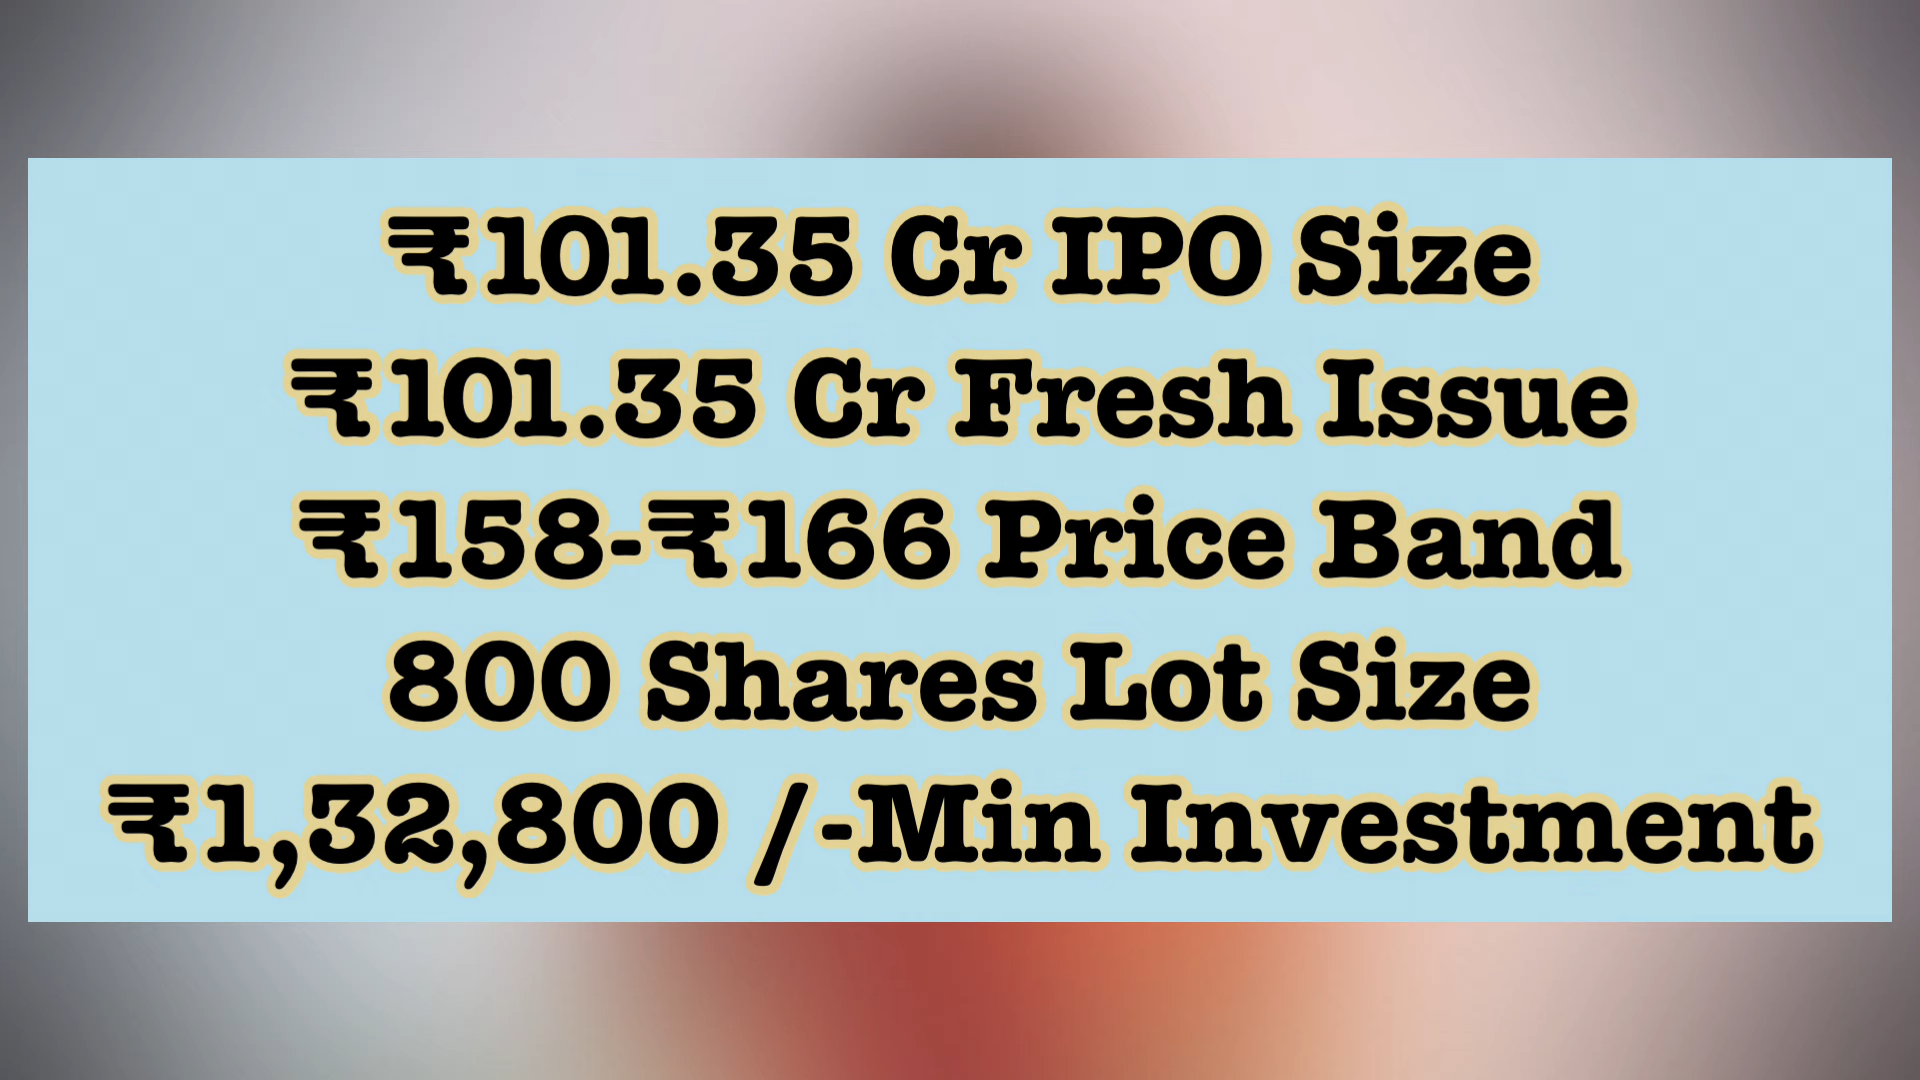 ₹101.35 Cr IPO Size
₹101.35 Cr Fresh Issue
₹158-₹166 Price Band
800 Shares Lot Size
₹1,32,800 /-Min Investment